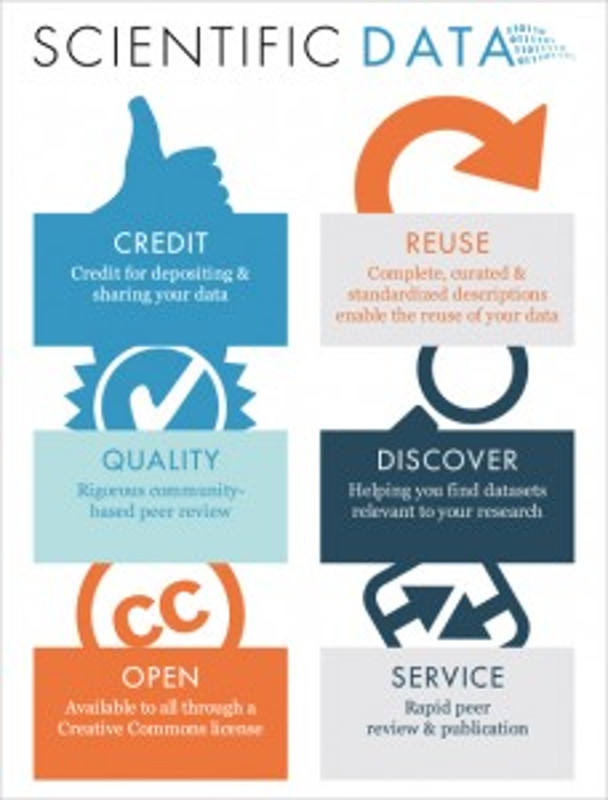 SCIENTIFIC DATA
CREDIT
Credit for depositing &
sharing your data
REUSE
Complete, curated &
standardized descriptions
enable the reuse of your data
QUALITY
Rigorous community-
based peer review
DISCOVER
Helping you find datasets
relevant to your research
CC
OPEN
Available to all through a
Creative Commons license
SERVICE
Rapid peer
review & publication